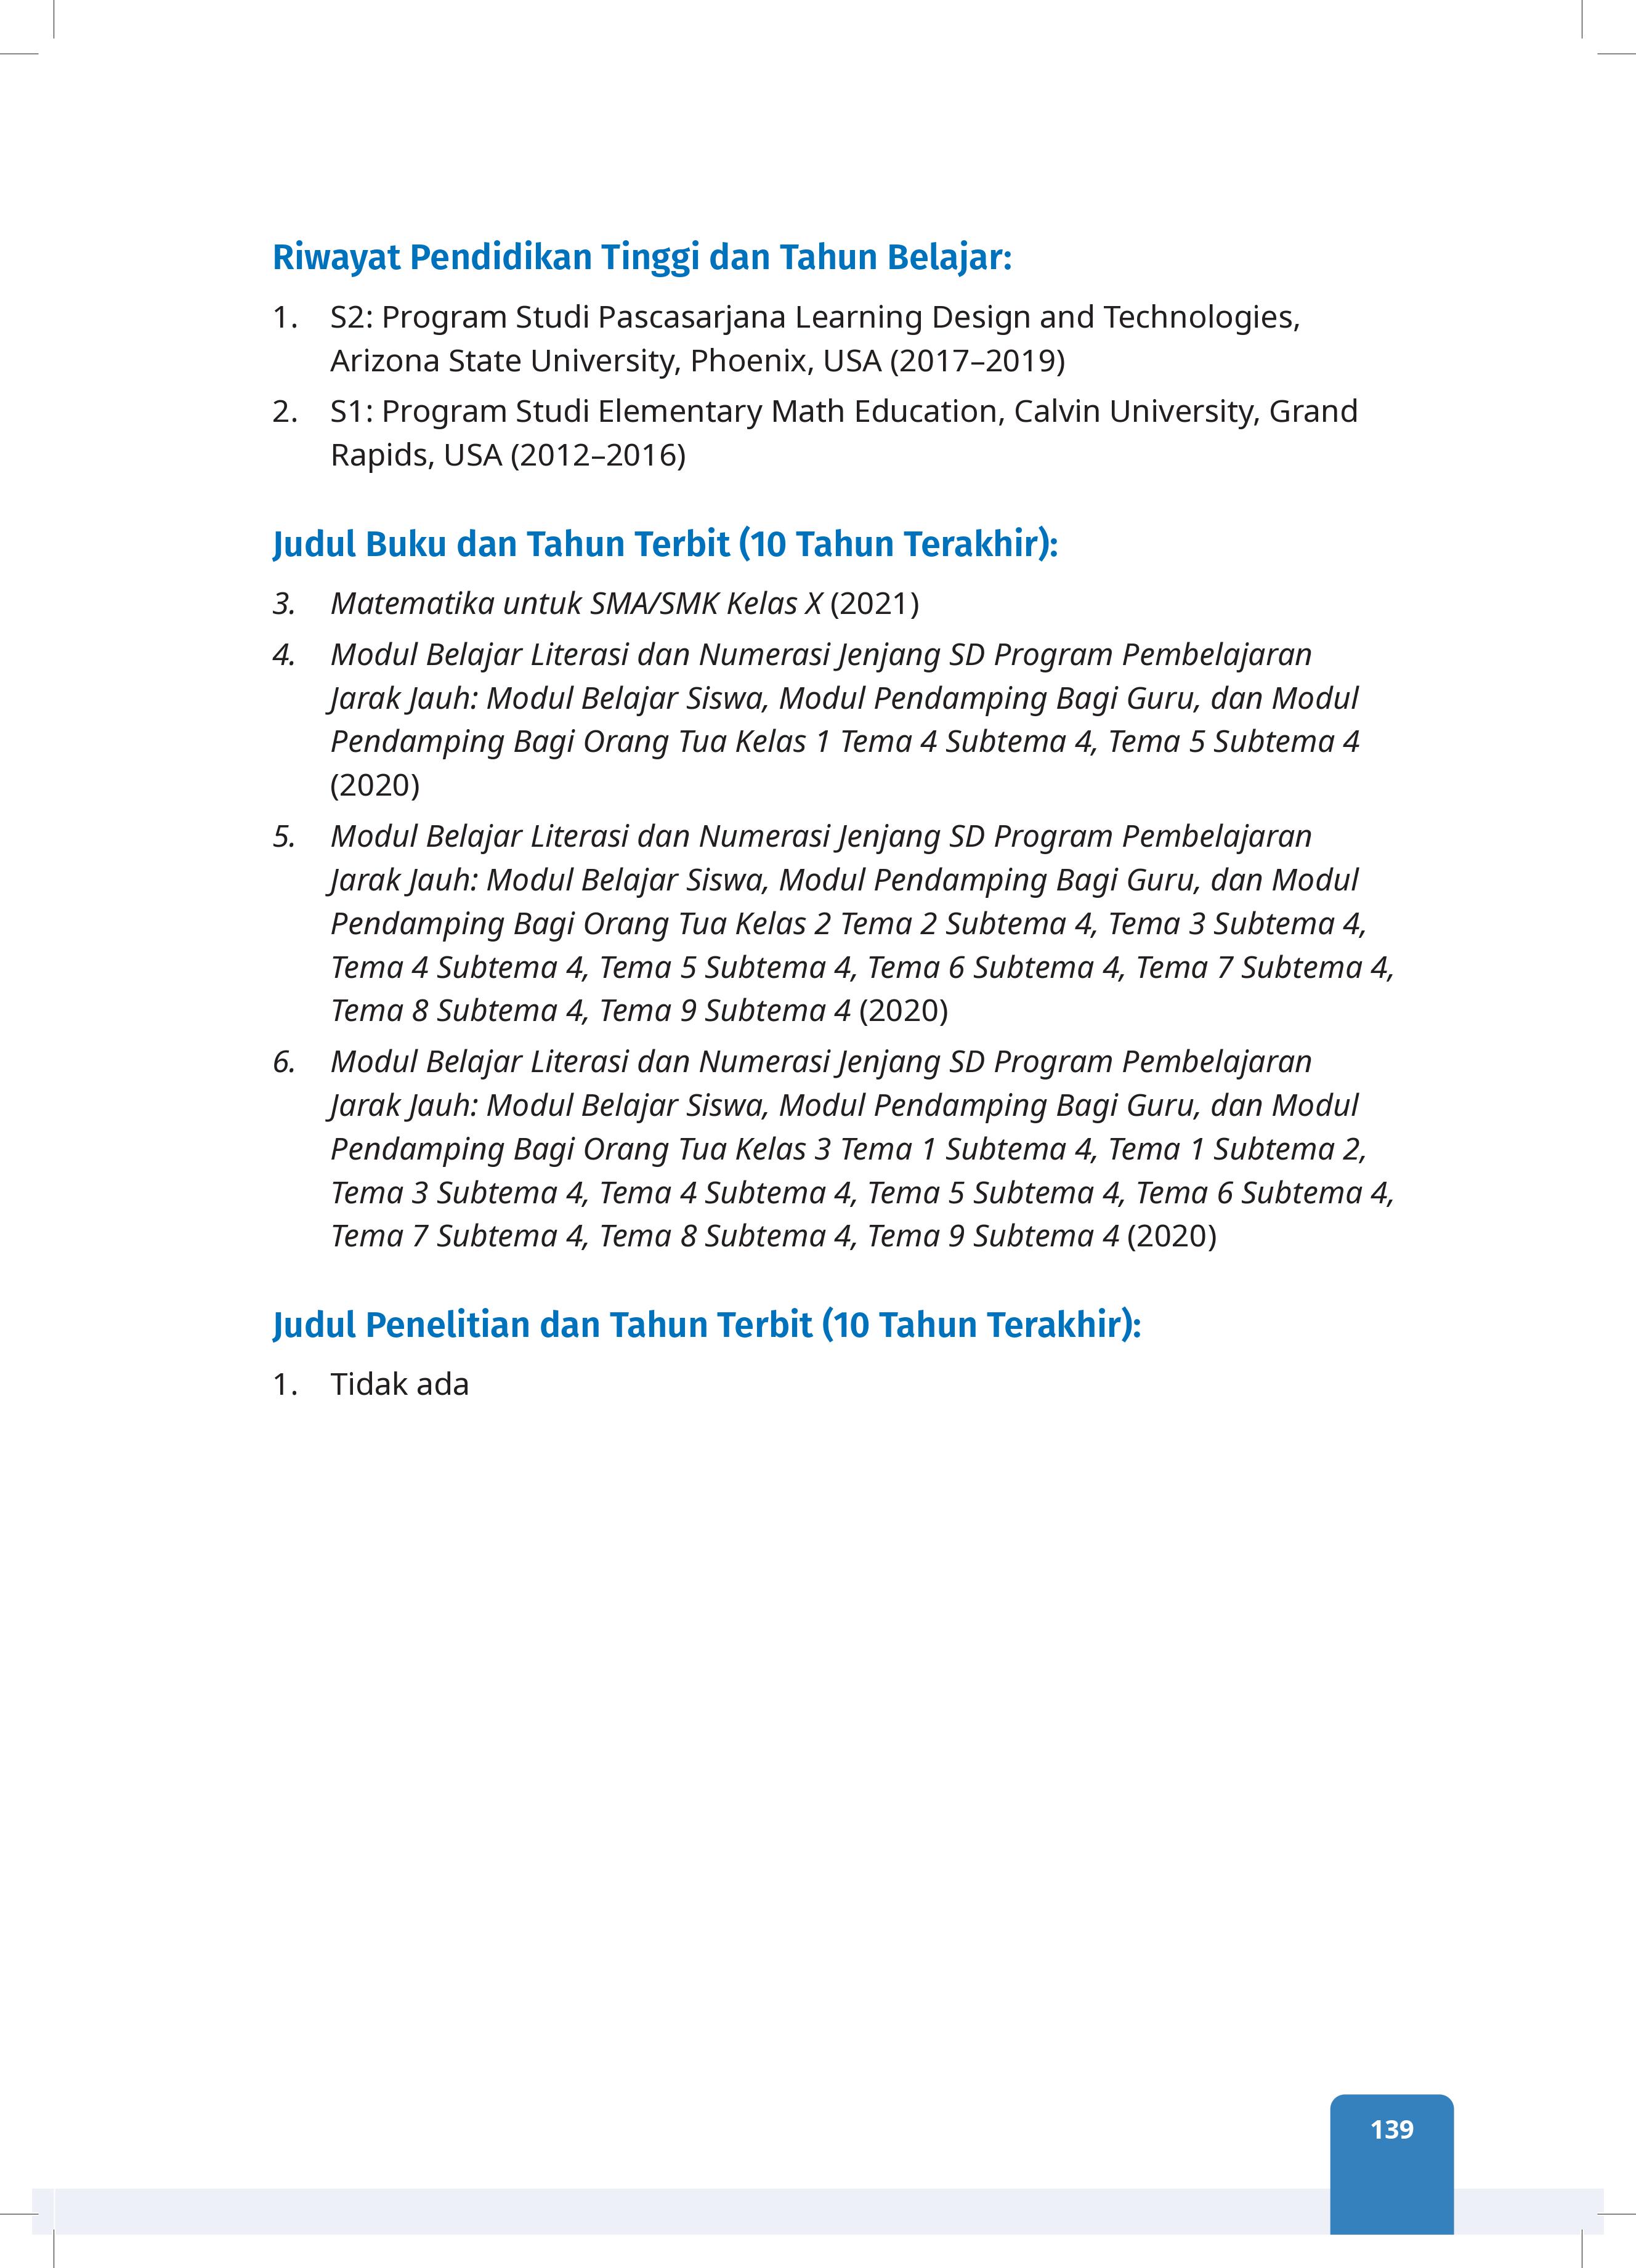 Riwayat Pendidikan Tinggi dan Tahun Belajar:
1. S2: Program Studi Pascasarjana Learning Design and Technologies,
Arizona State University, Phoenix, USA (2017–2019)
2. S1: Program Studi Elementary Math Education, Calvin University, Grand
Rapids, USA (2012–2016)
Judul Buku dan Tahun Terbit (10 Tahun Terakhir):
3. Matematika untuk SMA/SMK Kelas X (2021)
4. Modul Belajar Literasi dan Numerasi Jenjang SD Program Pembelajaran
Jarak Jauh: Modul Belajar Siswa, Modul Pendamping Bagi Guru, dan Modul
Pendamping Bagi Orang Tua Kelas 1 Tema 4 Subtema 4, Tema 5 Subtema 4
(2020)
5. Modul Belajar Literasi dan Numerasi Jenjang SD Program Pembelajaran
Jarak Jauh: Modul Belajar Siswa, Modul Pendamping Bagi Guru, dan Modul
Pendamping Bagi Orang Tua Kelas 2 Tema 2 Subtema 4, Tema 3 Subtema 4,
Tema 4 Subtema 4, Tema 5 Subtema 4, Tema 6 Subtema 4, Tema 7 Subtema 4,
Tema 8 Subtema 4, Tema 9 Subtema 4 (2020)
6. Modul Belajar Literasi dan Numerasi Jenjang SD Program Pembelajaran
Jarak Jauh: Modul Belajar Siswa, Modul Pendamping Bagi Guru, dan Modul
Pendamping Bagi Orang Tua Kelas 3 Tema 1 Subtema 4, Tema 1 Subtema 2,
Tema 3 Subtema 4, Tema 4 Subtema 4, Tema 5 Subtema 4, Tema 6 Subtema 4,
Tema 7 Subtema 4, Tema 8 Subtema 4, Tema 9 Subtema 4 (2020)
Judul Penelitian dan Tahun Terbit (10 Tahun Terakhir):
1. Tidak ada
139